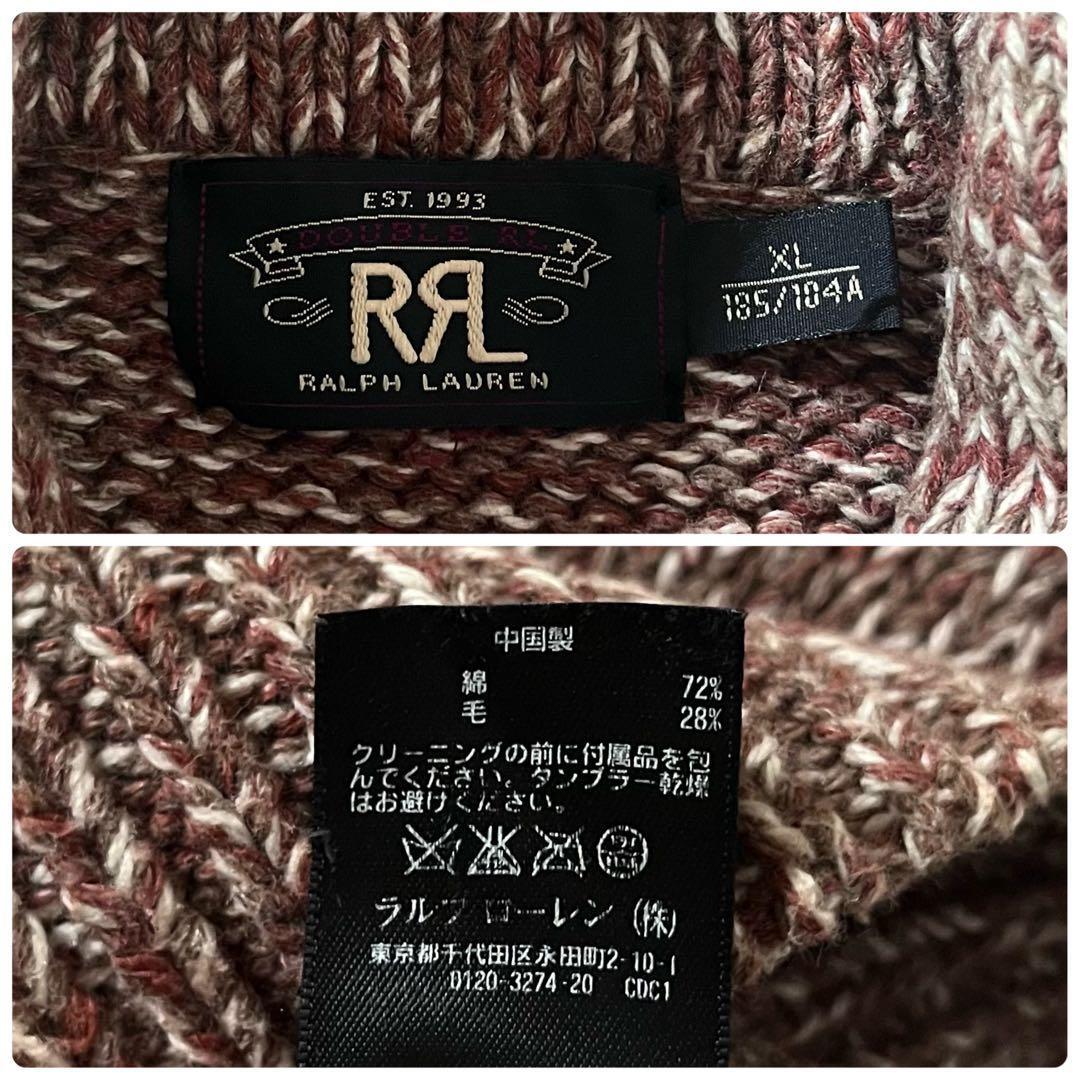 EST. 1993
DOUBLE RL
RRL
RALPH LAUREN
XL
185/104A
中国製
綿 72%
毛 28%
クリーニングの前に付属品を包
んでください。タンブラー乾燥
はお避けください。
ラルフ ローレン (株)
東京都千代田区永田町2-10-1
0120-3274-20 CDC1